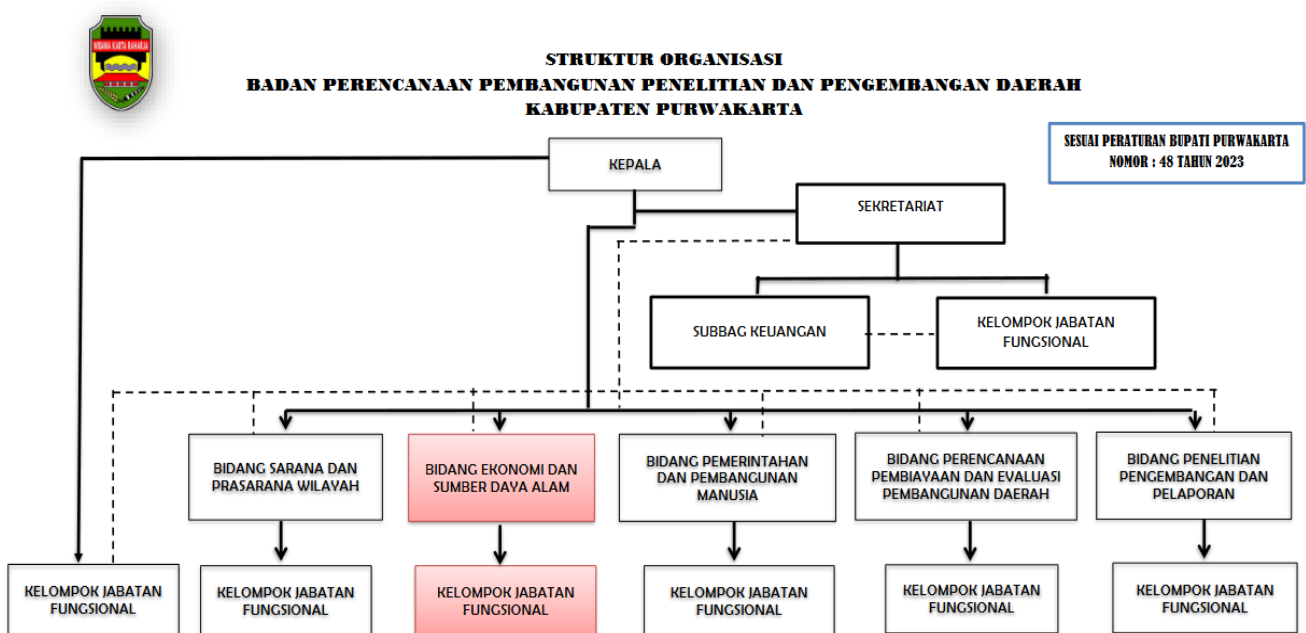 WIBAWA KARTA RAHARJA
STRUKTUR ORGANISASI
BADAN PERENCANAAN PEMBANGUNAN PENELITIAN DAN PENGEMBANGAN DAERAH
KABUPATEN PURWAKARTA
SESUAI PERATURAN BUPATI PURWAKARTA
NOMOR : 48 TAHUN 2023
KEPALA
SEKRETARIAT
SUBBAG KEUANGAN
KELOMPOK JABATAN
FUNGSIONAL
BIDANG SARANA DAN
PRASARANA WILAYAH
BIDANG EKONOMI DAN
SUMBER DAYA ALAM
BIDANG PEMERINTAHAN
DAN PEMBANGUNAN
MANUSIA
BIDANG PERENCANAAN
PEMBIAYAAN DAN EVALUASI
PEMBANGUNAN DAERAH
BIDANG PENELITIAN
PENGEMBANGAN DAN
PELAPORAN
KELOMPOK JABATAN
FUNGSIONAL
KELOMPOK JABATAN
FUNGSIONAL
KELOMPOK JABATAN
FUNGSIONAL
KELOMPOK JABATAN
FUNGSIONAL
KELOMPOK JABATAN
FUNGSIONAL
KELOMPOK JABATAN
FUNGSIONAL